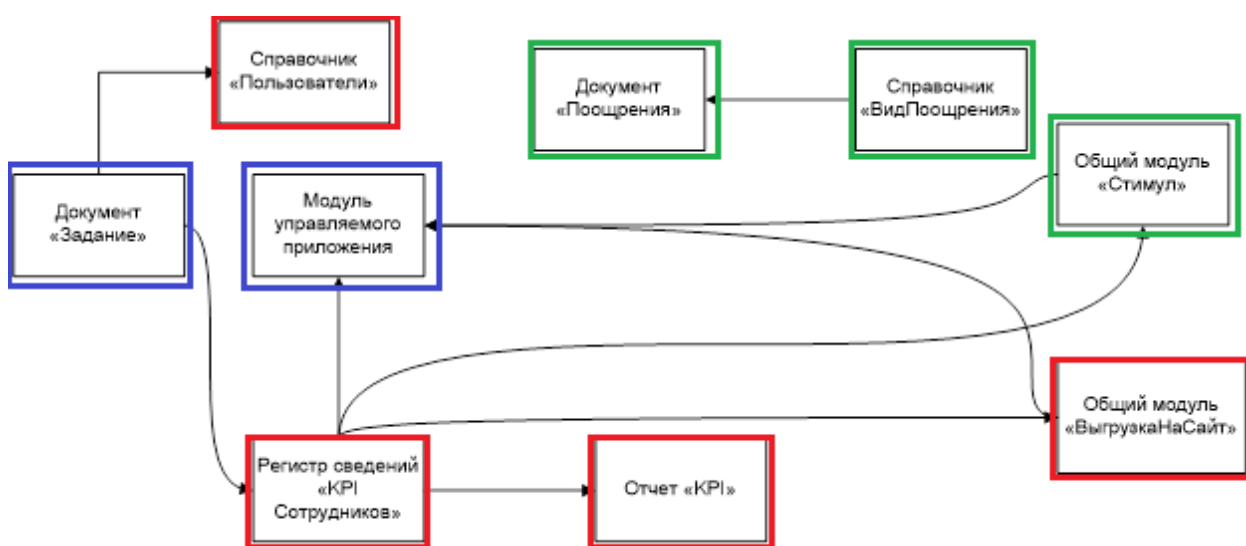 Справочник
«Пользователи»
Документ
«Поощрения»
Справочник
«ВидПоощрения»
Общий модуль
«Стимул»
Документ
«Задание»
Модуль
управляемого
приложения
Общий модуль
«ВыгрузкаНаСайт»
Регистр сведений
«KPI
Сотрудников»
Отчет «KPI»